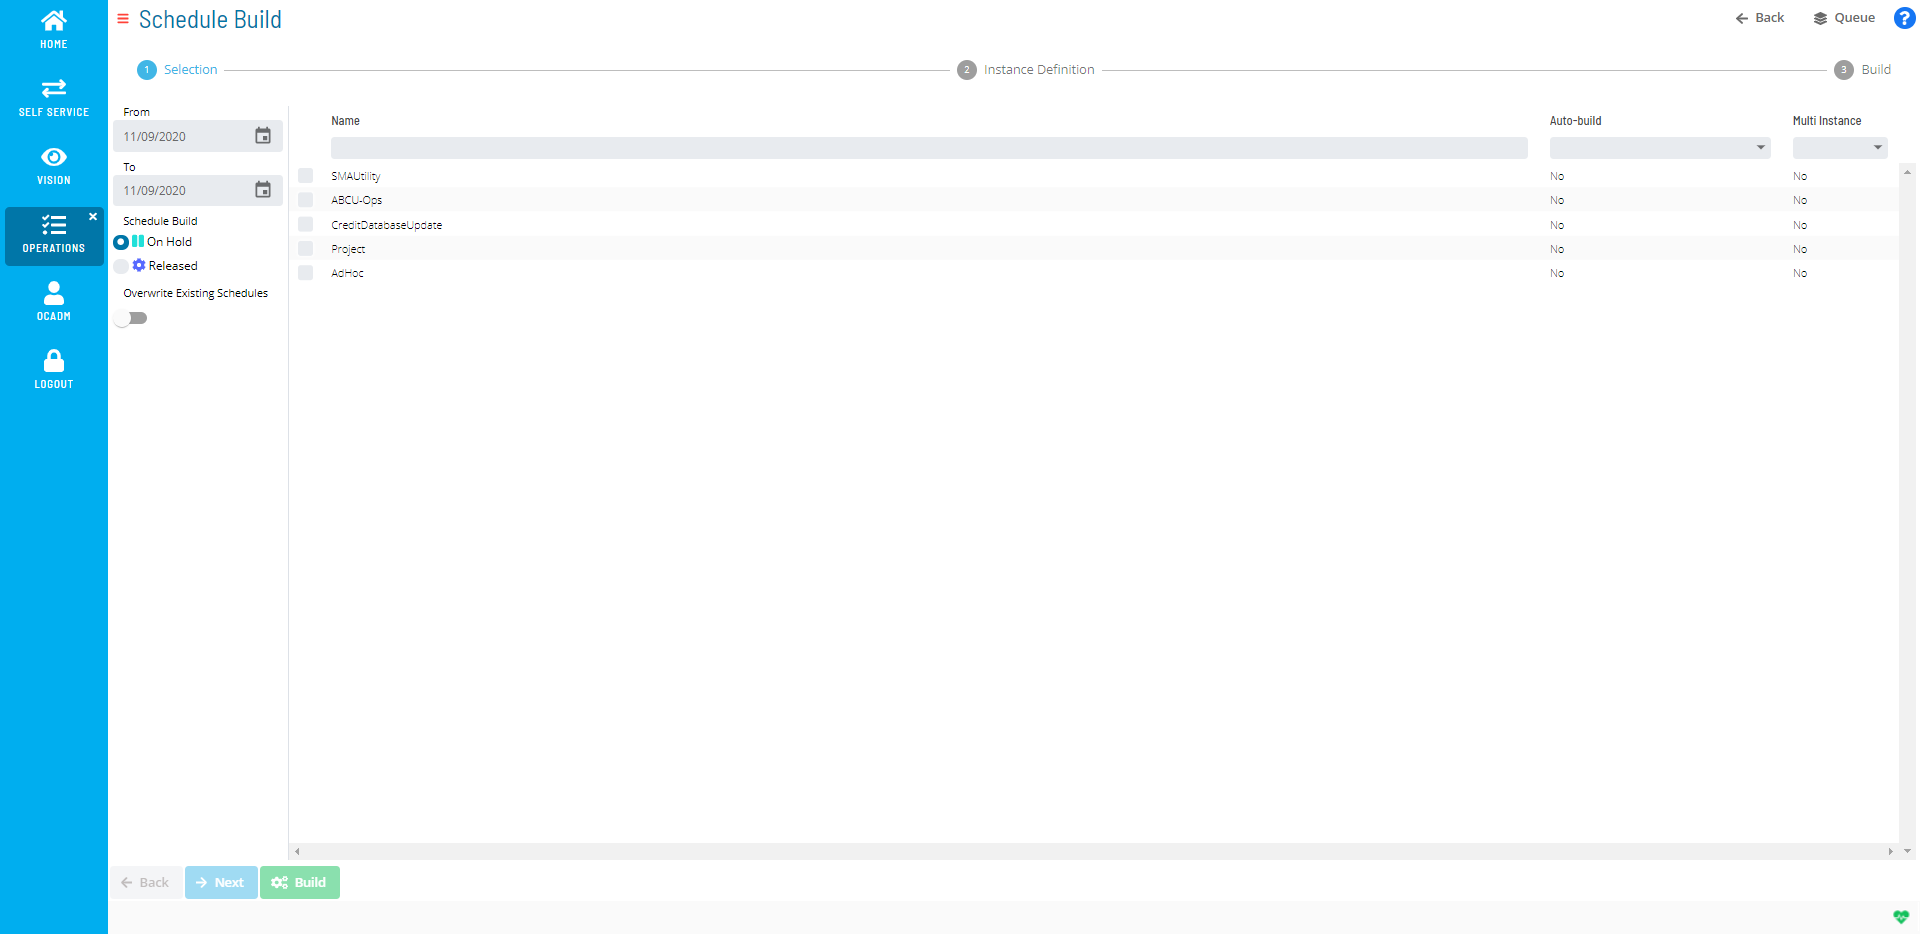 HOME
SELF SERVICE
VISION
OPERATIONS
OCADM
LOGOUT
Schedule Build
Back Queue ?
1 Selection 2 Instance Definition 3 Build
From
11/09/2020
To
11/09/2020
Schedule Build
On Hold
Released
Overwrite Existing Schedules
Name Auto-build Multi Instance
SMAUtility No No
ABCU-Ops No No
CreditDatabaseUpdate No No
Project No No
AdHoc No No
Back Next Build